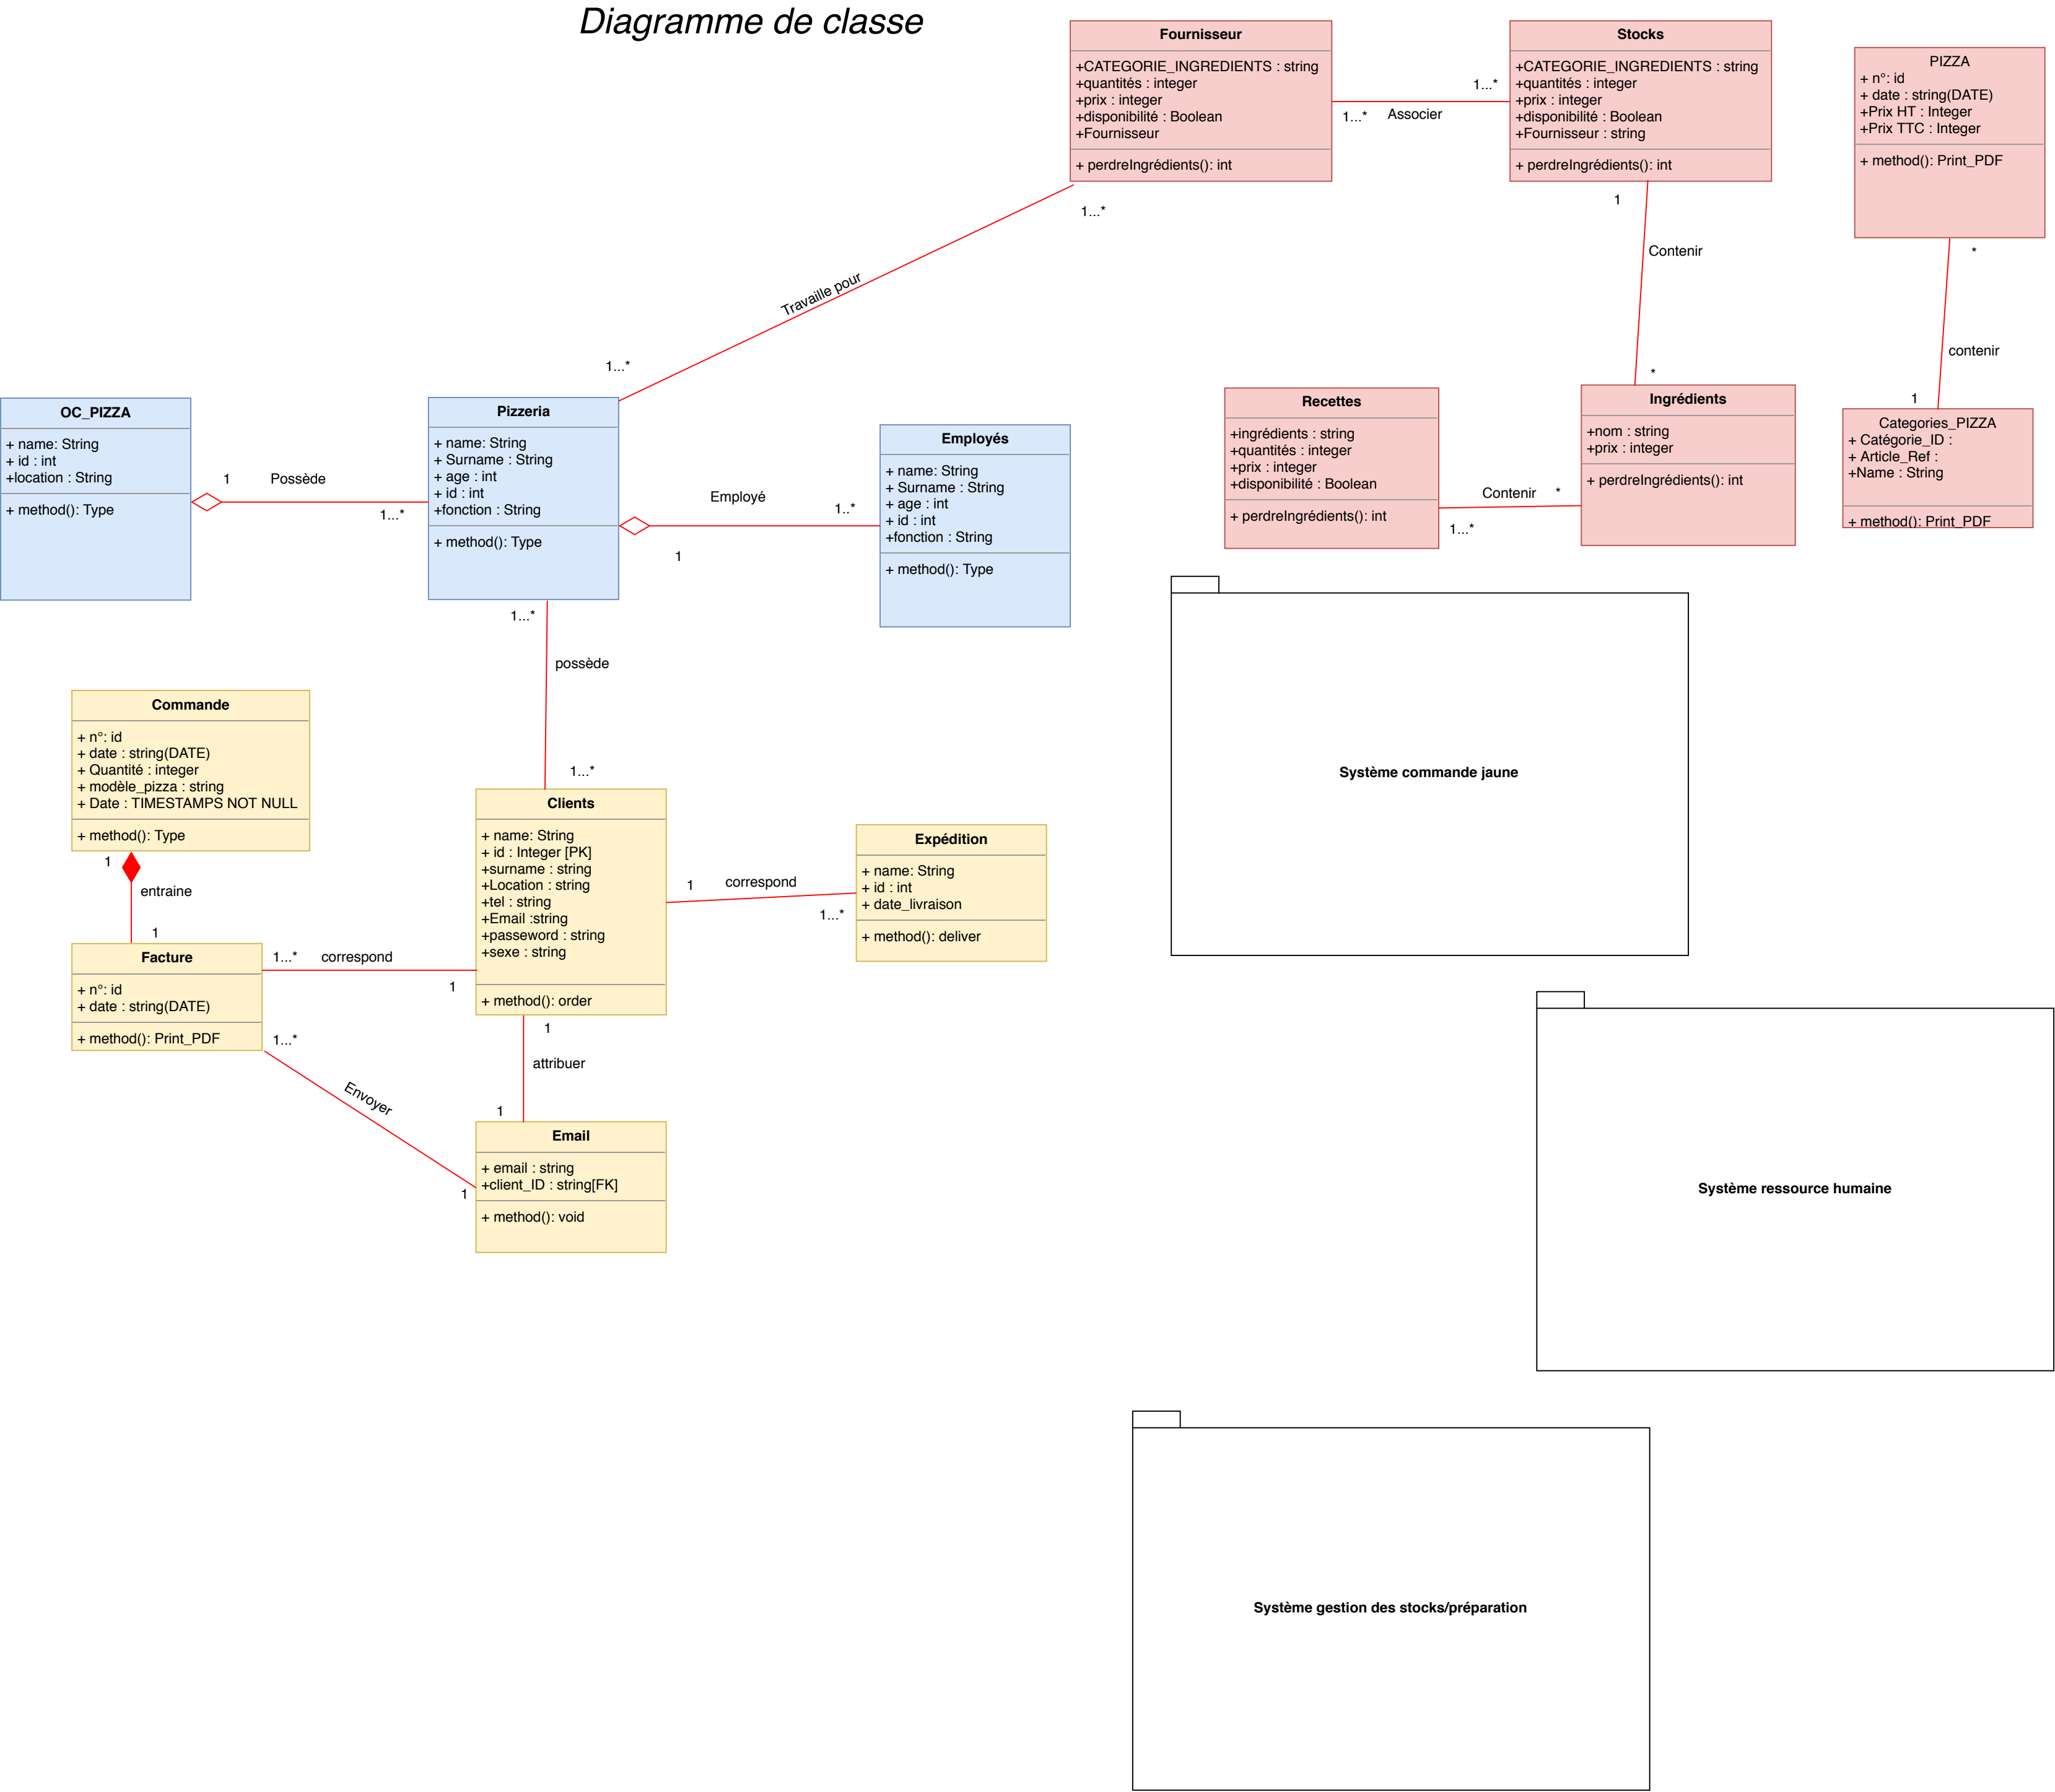 Diagramme de classe
Fournisseur
+CATEGORIE_INGREDIENTS : string
+quantités : integer
+prix : integer
+disponibilité : Boolean
+Fournisseur
+ perdreIngrédients(): int
1...*
Associer
1...*
Stocks
+CATEGORIE_INGREDIENTS : string
+quantités : integer
+prix : integer
+disponibilité : Boolean
+Fournisseur : string
+ perdreIngrédients(): int
PIZZA
+ n°: id
+ date : string(DATE)
+Prix HT : Integer
+Prix TTC : Integer
+ method(): Print_PDF
1...*
Travaille pour
1...*
1
Contenir
*
*
contenir
1
OC_PIZZA
+ name: String
+ id : int
+location : String
+ method(): Type
1
Possède
1...*
Pizzeria
+ name: String
+ Surname : String
+ age : int
+ id : int
+fonction : String
+ method(): Type
Employé
1..*
1
Employés
+ name: String
+ Surname : String
+ age : int
+ id : int
+fonction : String
+ method(): Type
Recettes
+ingrédients : string
+quantités : integer
+prix : integer
+disponibilité : Boolean
+ perdreIngrédients(): int
Contenir
*
1...*
Ingrédients
+nom : string
+prix : integer
+ perdreIngrédients(): int
Categories_PIZZA
+ Catégorie_ID :
+ Article_Ref :
+Name : String
+ method(): Print_PDF
1...*
possède
1...*
Commande
+ n°: id
+ date : string(DATE)
+ Quantité : integer
+ modèle_pizza : string
+ Date : TIMESTAMPS NOT NULL
+ method(): Type
1
entraine
1
Clients
+ name: String
+ id : Integer [PK]
+surname : string
+Location : string
+tel : string
+Email :string
+passeword : string
+sexe : string
+ method(): order
1
correspond
1...*
Expédition
+ name: String
+ id : int
+ date_livraison
+ method(): deliver
Facture
+ n°: id
+ date : string(DATE)
+ method(): Print_PDF
1...*
correspond
1
1...*
Envoyer
1
1
attribuer
1
Email
+ email : string
+client_ID : string[FK]
+ method(): void
Système commande jaune
Système ressource humaine
Système gestion des stocks/préparation